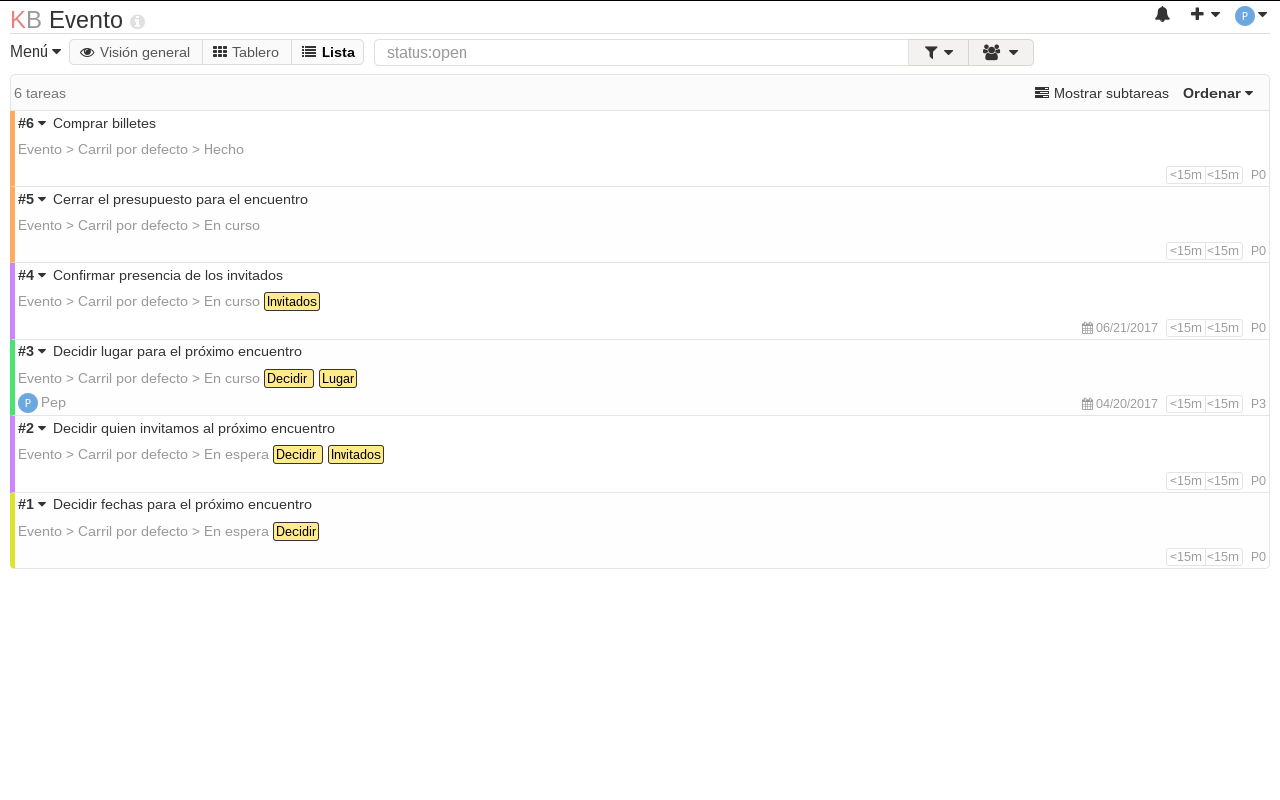 KB Evento
P
Menú Visión general Tablero Lista status:open
6 tareas Mostrar subtareas Ordenar
#6 Comprar billetes
Evento > Carril por defecto > Hecho
<15m <15m P0
#5 Cerrar el presupuesto para el encuentro
Evento > Carril por defecto > En curso
<15m <15m P0
#4 Confirmar presencia de los invitados
Evento > Carril por defecto > En curso Invitados
06/21/2017 <15m <15m P0
#3 Decidir lugar para el próximo encuentro
Evento > Carril por defecto > En curso Decidir Lugar
P Pep 04/20/2017 <15m <15m P3
#2 Decidir quien invitamos al próximo encuentro
Evento > Carril por defecto > En espera Decidir Invitados
<15m <15m P0
#1 Decidir fechas para el próximo encuentro
Evento > Carril por defecto > En espera Decidir
<15m <15m P0